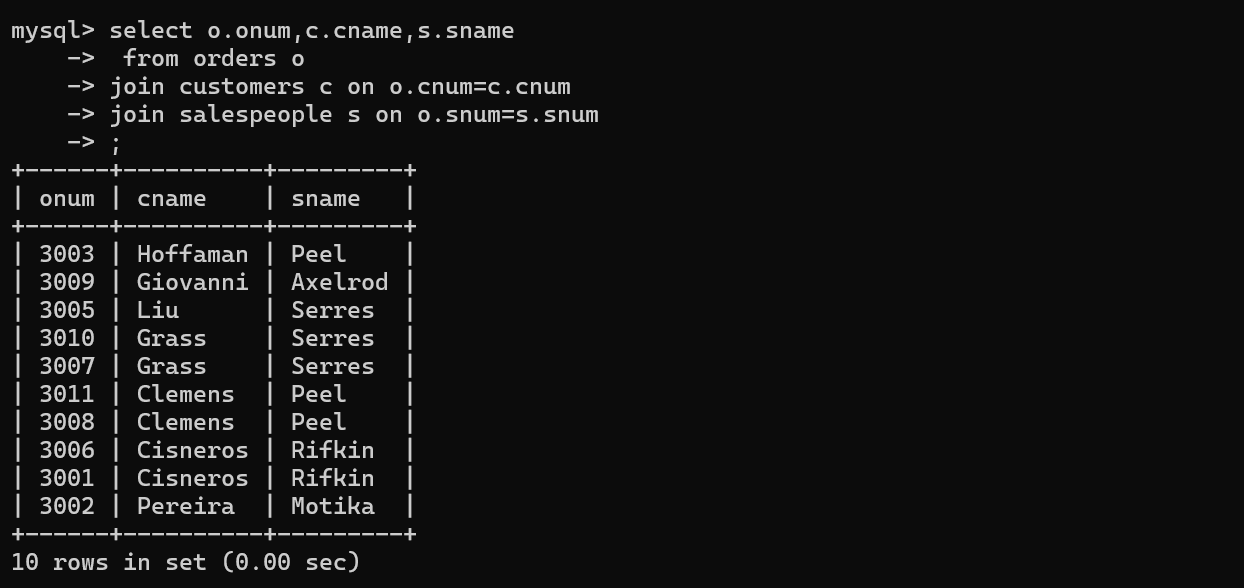 mysql> select o.onum,c.cname,s.sname
    ->  from orders o
    -> join customers c on o.cnum=c.cnum
    -> join salespeople s on o.snum=s.snum
    -> ;
+------+----------+---------+
| onum | cname    | sname   |
+------+----------+---------+
| 3003 | Hoffaman | Peel    |
| 3009 | Giovanni | Axelrod |
| 3005 | Liu      | Serres  |
| 3010 | Grass    | Serres  |
| 3007 | Grass    | Serres  |
| 3011 | Clemens  | Peel    |
| 3008 | Clemens  | Peel    |
| 3006 | Cisneros | Rifkin  |
| 3001 | Cisneros | Rifkin  |
| 3002 | Pereira  | Motika  |
+------+----------+---------+
10 rows in set (0.00 sec)